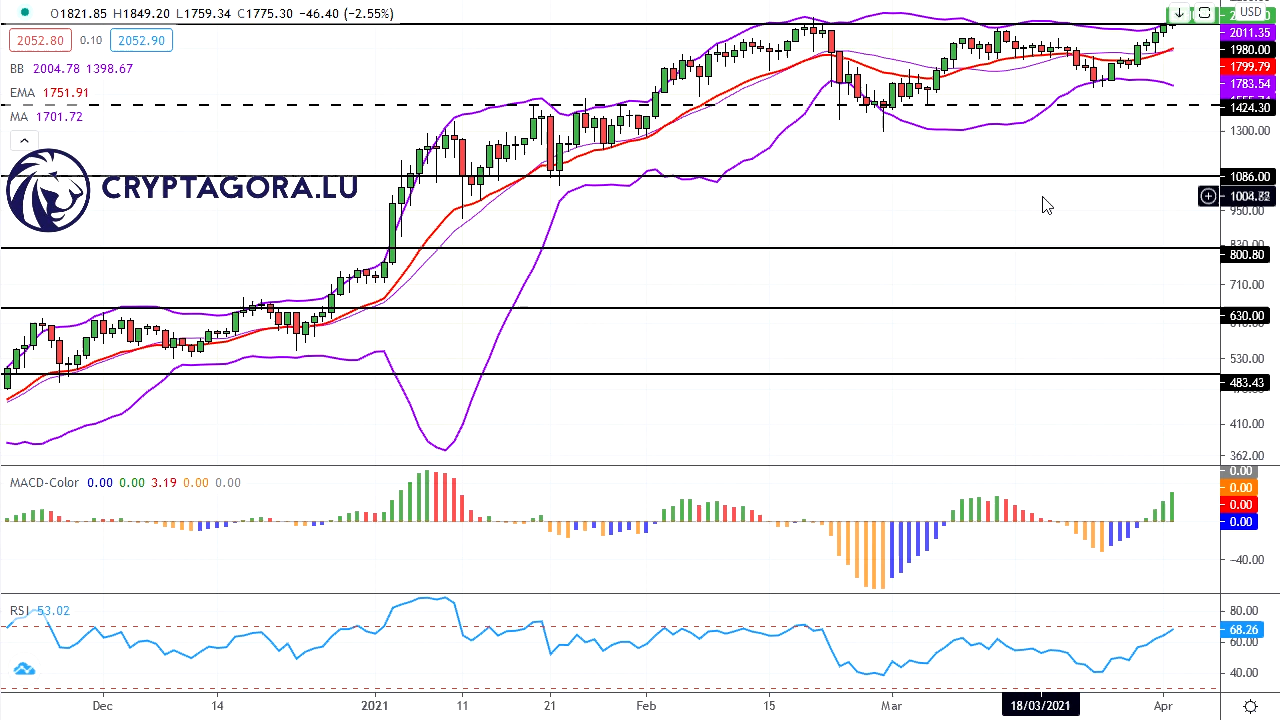 O1821.85 H1849.20 L1759.34 C1775.30 −46.40 (−2.55%)
USD
2052.80 0.10 2052.90
BB 2004.78 1398.67
EMA 1751.91
MA 1701.72
CRYPTAGORA.LU
2011.35
1980.00
1799.79
1783.54
1424.30
1300.00
1086.00
1004.72
950.00
830.00
800.80
710.00
630.00
530.00
483.43
410.00
362.00
MACD-Color 0.00 0.00 3.19 0.00 0.00
0.00
0.00
0.00
0.00
−40.00
RSI 53.02
80.00
68.26
60.00
40.00
Dec 14 2021 11 21 Feb 15 Mar 18/03/2021 Apr